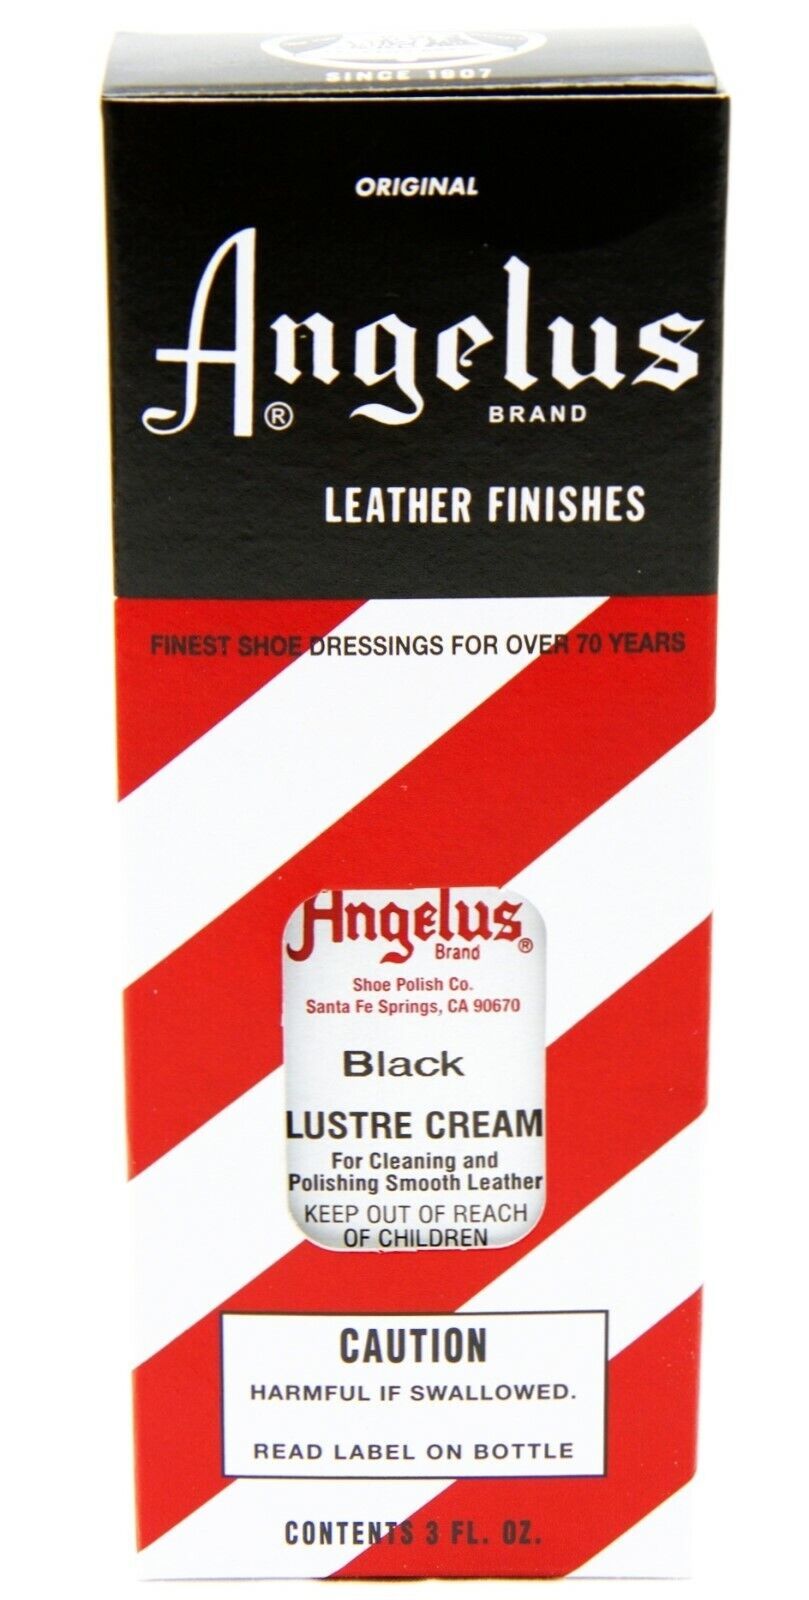 SINCE 1907
ORIGINAL
Angelus®
BRAND
LEATHER FINISHES
FINEST SHOE DRESSINGS FOR OVER 70 YEARS
Angelus
Brand ®
Shoe Polish Co.
Santa Fe Springs, CA 90670
Black
LUSTRE CREAM
For Cleaning and
Polishing Smooth Leather
KEEP OUT OF REACH
OF CHILDREN
CAUTION
HARMFUL IF SWALLOWED.
READ LABEL ON BOTTLE
CONTENTS 3 FL. OZ.